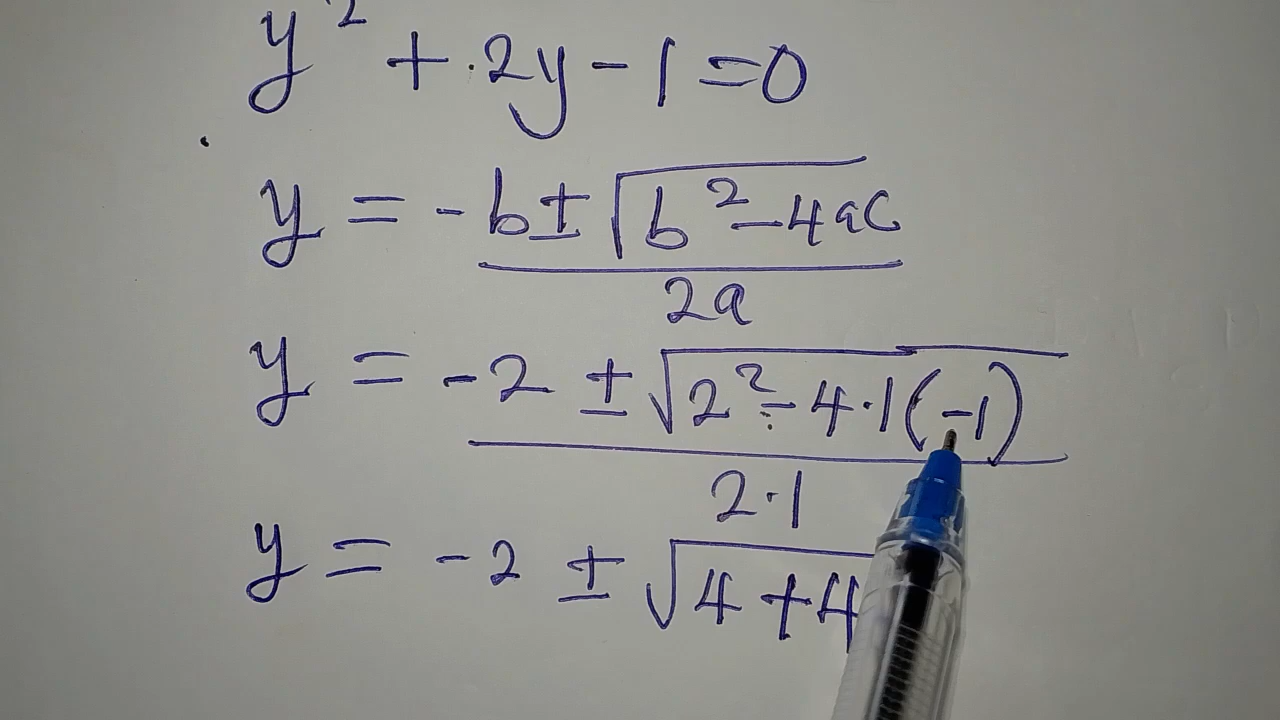 y² + 2y - 1 = 0
y = -b ± √(b² - 4ac)
2a
y = -2 ± √(2² - 4·1(-1))
2·1
y = -2 ± √(4 + 4